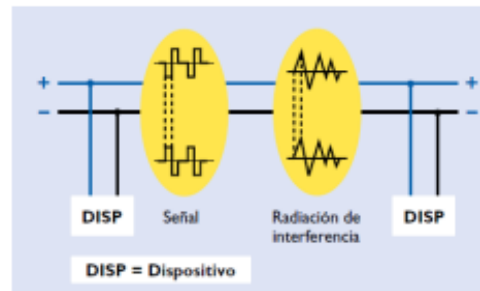 + +
- -
DISP Señal Radiación de DISP
interferencia
DISP = Dispositivo